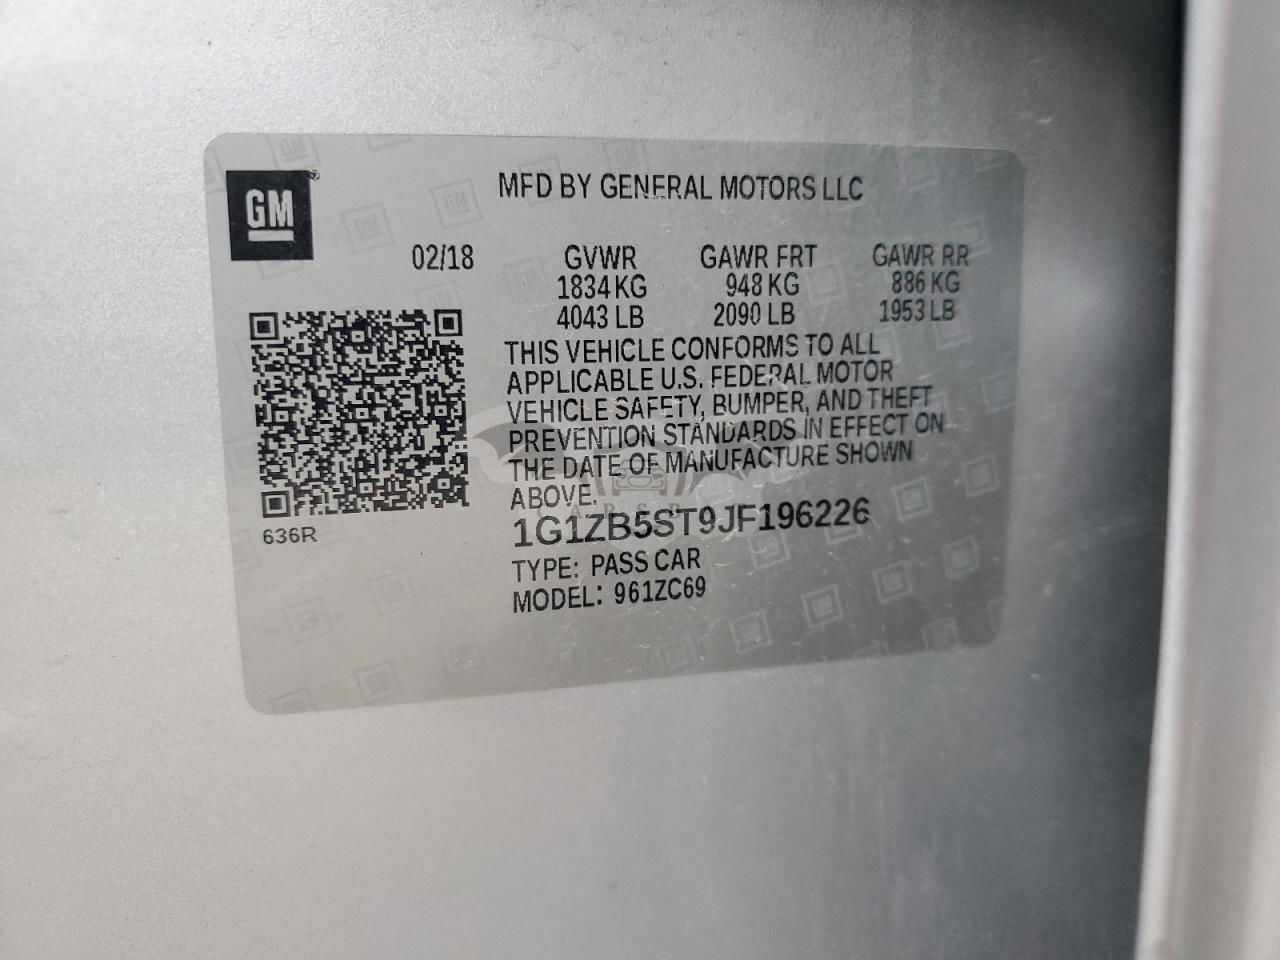 GM
MFD BY GENERAL MOTORS LLC
02/18 GVWR GAWR FRT GAWR RR
1834 KG 948 KG 886 KG
4043 LB 2090 LB 1953 LB
THIS VEHICLE CONFORMS TO ALL
APPLICABLE U.S. FEDERAL MOTOR
VEHICLE SAFETY, BUMPER, AND THEFT
PREVENTION STANDARDS IN EFFECT ON
THE DATE OF MANUFACTURE SHOWN
ABOVE.
636R
1G1ZB5ST9JF196226
TYPE: PASS CAR
MODEL: 961ZC69